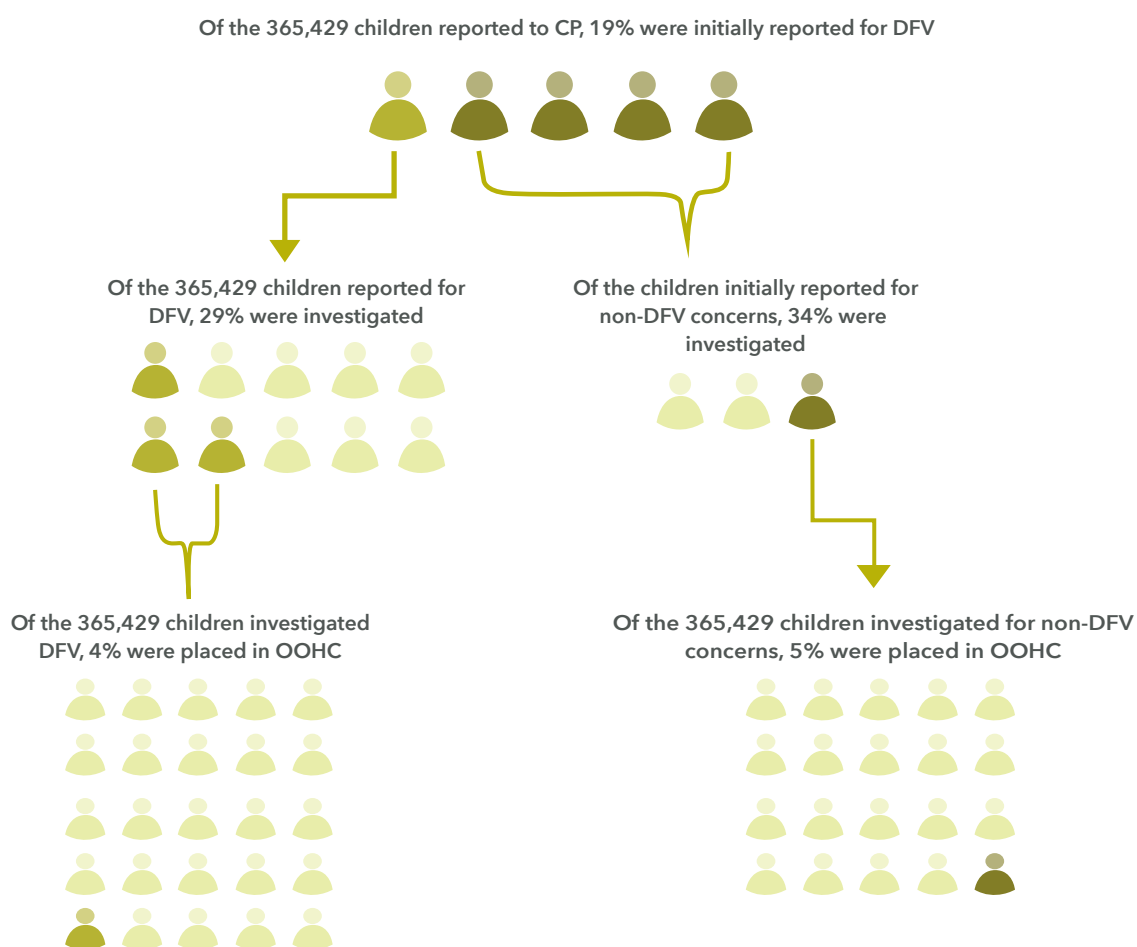 Of the 365,429 children reported to CP, 19% were initially reported for DFV
Of the 365,429 children reported for
DFV, 29% were investigated
Of the children initially reported for
non-DFV concerns, 34% were
investigated
Of the 365,429 children investigated
DFV, 4% were placed in OOHC
Of the 365,429 children investigated for non-DFV
concerns, 5% were placed in OOHC